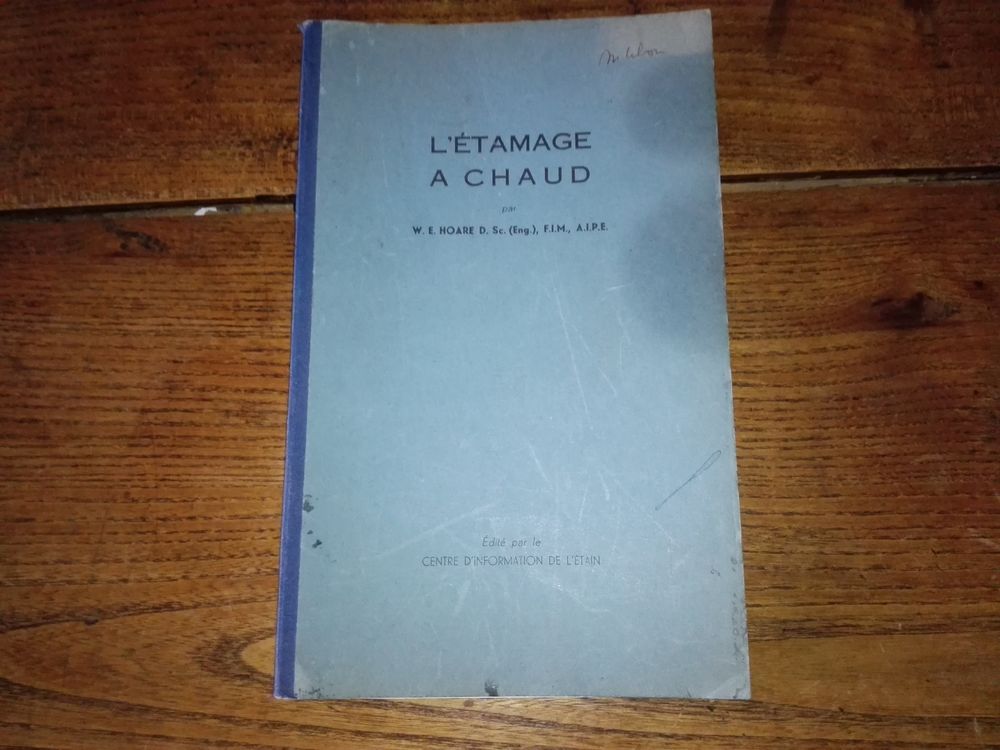 L'ÉTAMAGE
A CHAUD
par
W. E. HOARE D. Sc. (Eng.), F.I.M., A.I.P.E.
Édité par le
CENTRE D'INFORMATION DE L'ÉTAIN